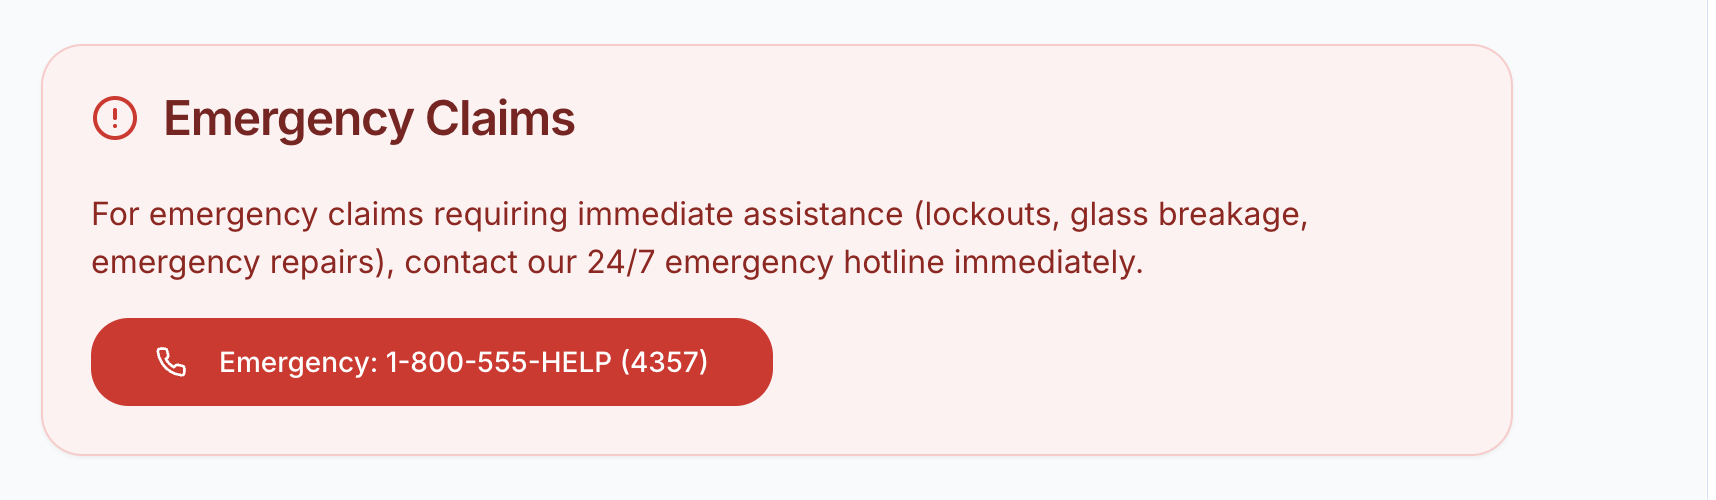 Emergency Claims
For emergency claims requiring immediate assistance (lockouts, glass breakage,
emergency repairs), contact our 24/7 emergency hotline immediately.
Emergency: 1-800-555-HELP (4357)